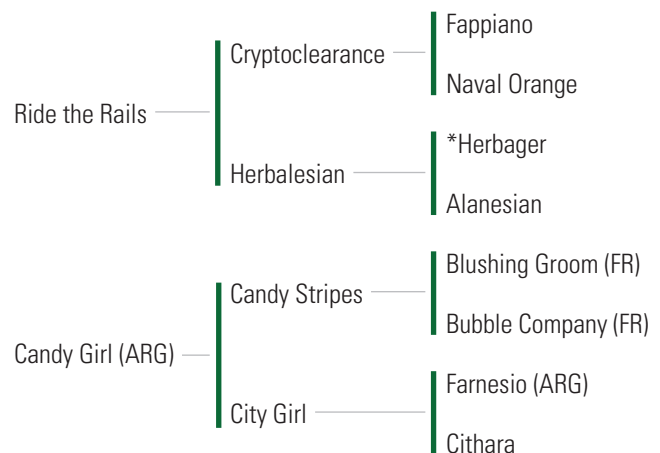 Fappiano
Cryptoclearance
Naval Orange
Ride the Rails
*Herbager
Herbalesian
Alanesian
Blushing Groom (FR)
Candy Stripes
Bubble Company (FR)
Candy Girl (ARG)
Farnesio (ARG)
City Girl
Cithara